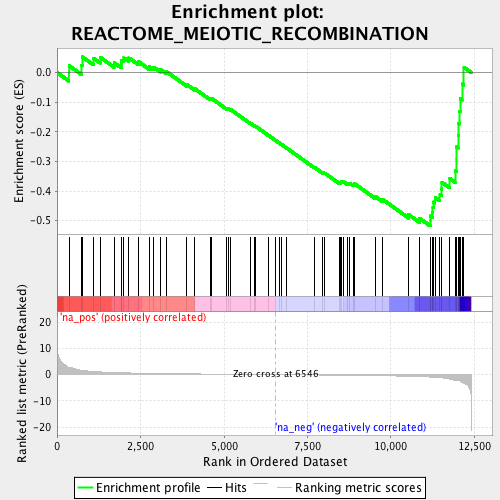 Enrichment plot:
REACTOME_MEIOTIC_RECOMBINATION
Enrichment score (ES)
0.0
-0.1
-0.2
-0.3
-0.4
-0.5
'na_pos' (positively correlated)
Ranked list metric (PreRanked)
20
10
0
-10
-20
Zero cross at 6546
'na_neg' (negatively correlated)
0
2,500
5,000
7,500
10,000
12,500
Rank in Ordered Dataset
Enrichment profile
Hits
Ranking metric scores